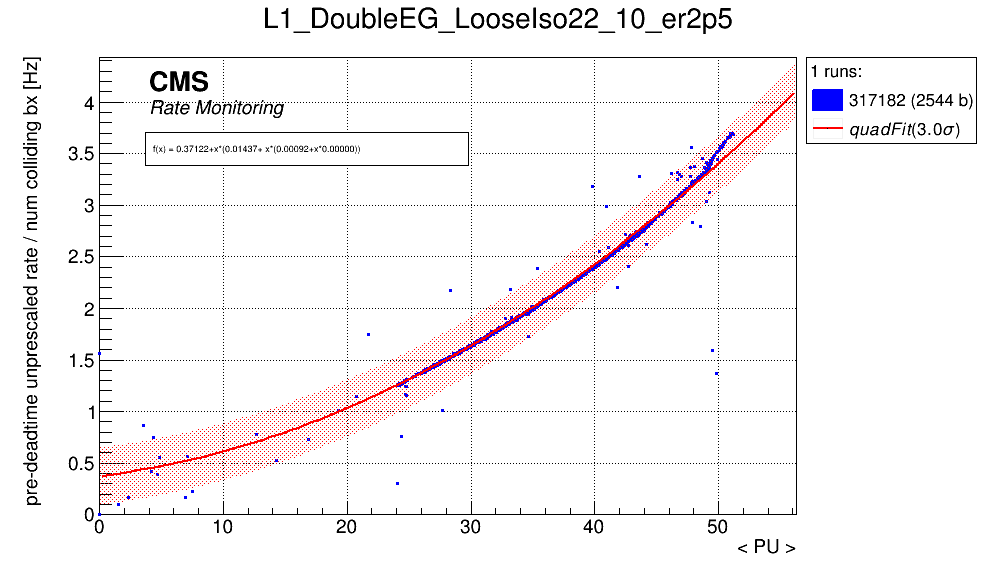 L1_DoubleEG_LooseIso22_10_er2p5
pre-deadtime unprescaled rate / num colliding bx [Hz]
CMS
Rate Monitoring
f(x) = 0.37122+x*(0.01437+ x*(0.00092+x*0.00000))
1 runs:
317182 (2544 b)
quadFit(3.0σ)
4
3.5
3
2.5
2
1.5
1
0.5
0
0 10 20 30 40 50
< PU >